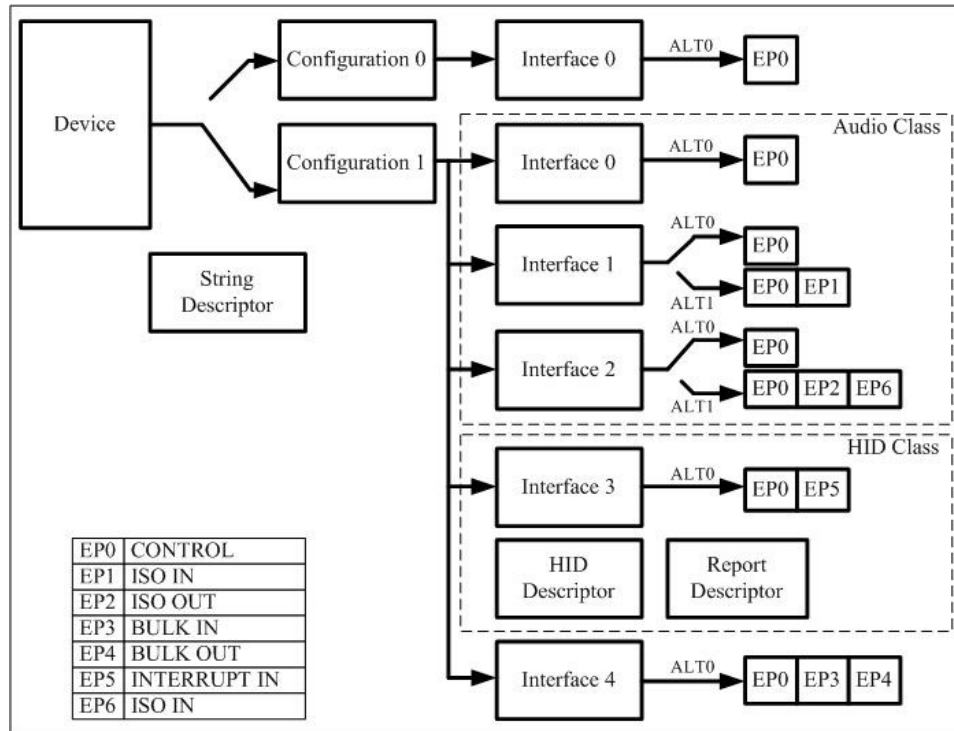 Device
Configuration 0
Interface 0
ALT0
EP0
Configuration 1
Audio Class
Interface 0
ALT0
EP0
Interface 1
ALT0
EP0
ALT1
EP0 EP1
Interface 2
ALT0
EP0
ALT1
EP0 EP2 EP6
String
Descriptor
HID Class
Interface 3
ALT0
EP0 EP5
HID
Descriptor
Report
Descriptor
Interface 4
ALT0
EP0 EP3 EP4
EP0 CONTROL
EP1 ISO IN
EP2 ISO OUT
EP3 BULK IN
EP4 BULK OUT
EP5 INTERRUPT IN
EP6 ISO IN